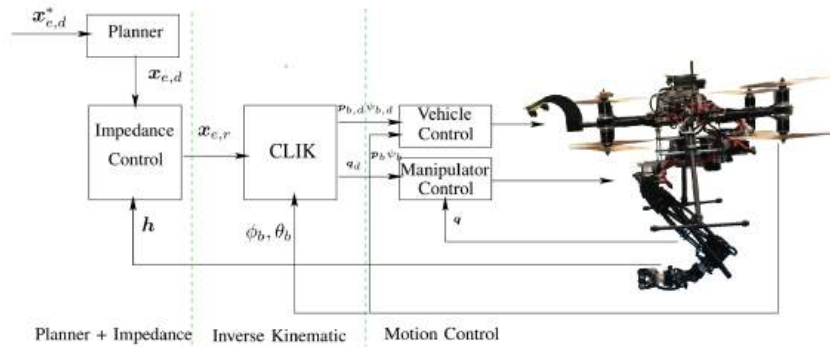 x*e,d
Planner
xe,d
Impedance
Control
xe,r
CLIK
pb,d ψb,d
Vehicle
Control
pb ψb
qd
Manipulator
Control
h
ϕb, θb
q
Planner + Impedance
Inverse Kinematic
Motion Control